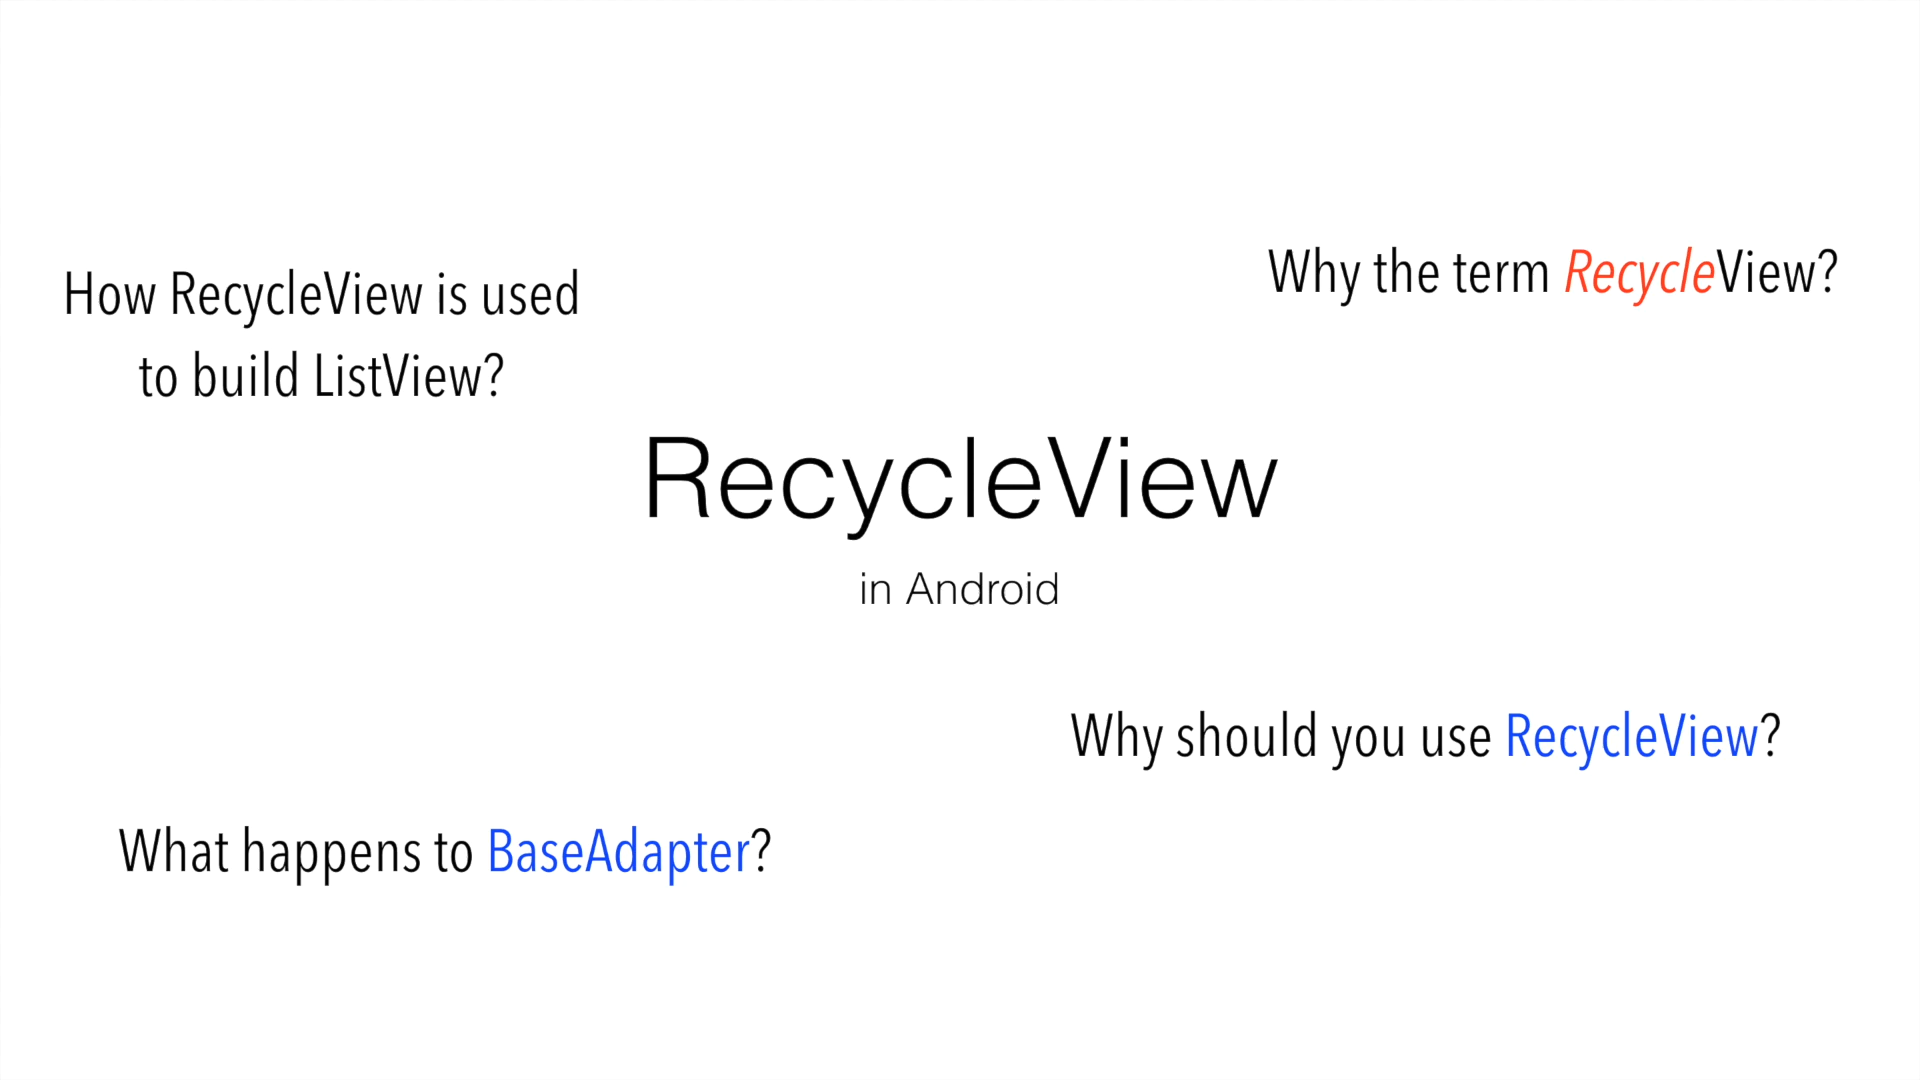 How RecycleView is used
to build ListView?
Why the term RecycleView?
RecycleView
in Android
Why should you use RecycleView?
What happens to BaseAdapter?